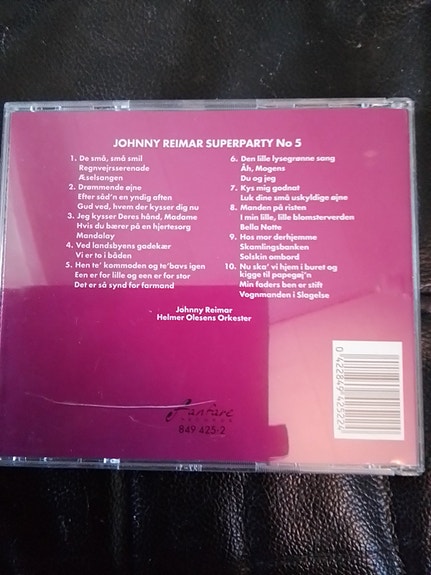 JOHNNY REIMAR SUPERPARTY No 5
1. De små, små smil
Regnvejrsserenade
Æselsangen
2. Drømmende øjne
Efter såd'n en yndig aften
Gud ved, hvem der kysser dig nu
3. Jeg kysser Deres hånd, Madame
Hvis du bærer på en hjertesorg
Mandalay
4. Ved landsbyens gadekær
Vi er to i båden
5. Hen te' kommoden og te'bavs igen
Een er for lille og een er for stor
Det er så synd for farmand
6. Den lille lysegrønne sang
Åh, Mogens
Du og jeg
7. Kys mig godnat
Luk dine små uskyldige øjne
8. Manden på risten
I min lille, lille blomsterverden
Bella Notte
9. Hos mor derhjemme
Skamlingsbanken
Solskin ombord
10. Nu ska' vi hjem i buret og
kigge til papegøj'n
Min faders ben er stift
Vognmanden i Slagelse
Johnny Reimar
Helmer Olesens Orkester
Fanfare
RECORDS
849 425-2
0 42284 94252 4